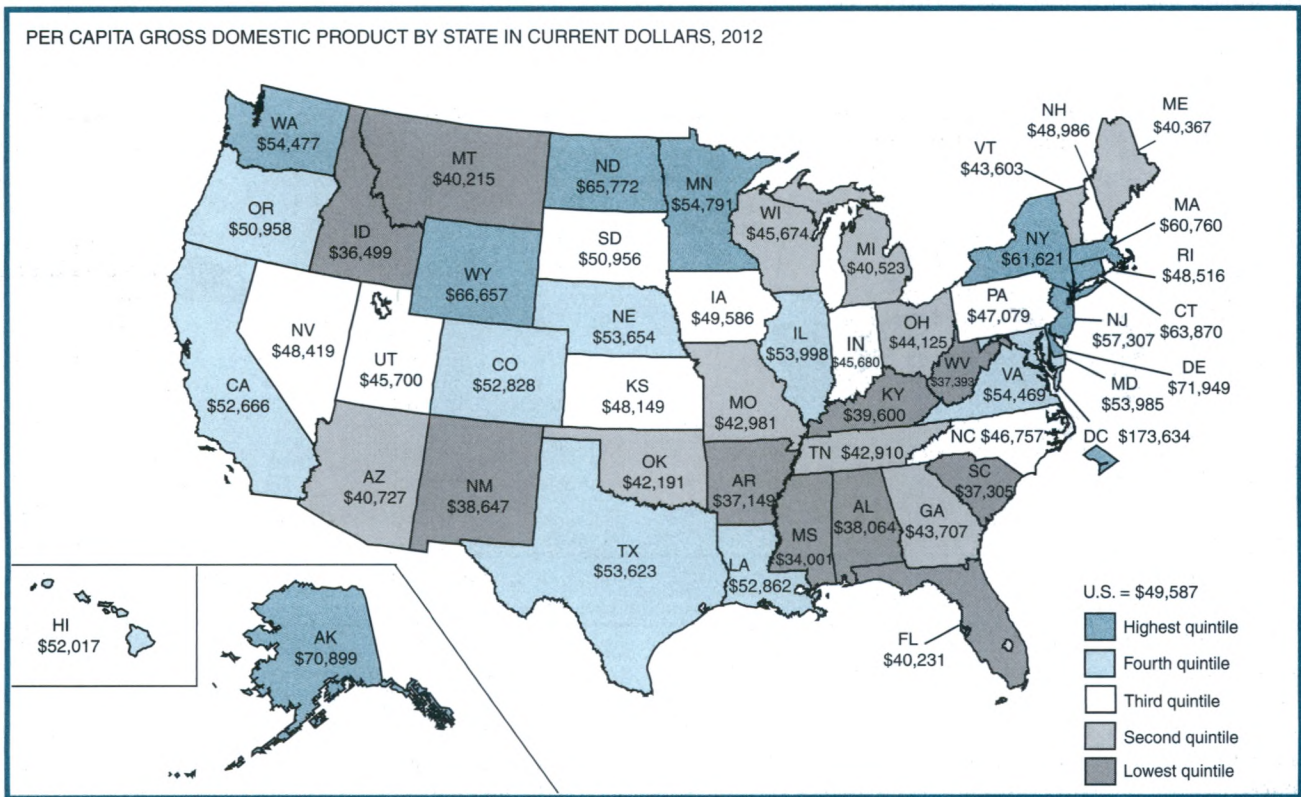 PER CAPITA GROSS DOMESTIC PRODUCT BY STATE IN CURRENT DOLLARS, 2012
WA
$54,477
MT
$40,215
ND
$65,772
MN
$54,791
NH
$48,986
ME
$40,367
VT
$43,603
OR
$50,958
ID
$36,499
WY
$66,657
SD
$50,956
WI
$45,674
MI
$40,523
NY
$61,621
MA
$60,760
RI
$48,516
CT
$63,870
NJ
$57,307
DE
$71,949
MD
$53,985
DC $173,634
PA
$47,079
NV
$48,419
UT
$45,700
CO
$52,828
NE
$53,654
IA
$49,586
IL
$53,998
IN
$45,680
OH
$44,125
WV
$37,393
VA
$54,469
CA
$52,666
KS
$48,149
MO
$42,981
KY
$39,600
NC $46,757
TN $42,910
AZ
$40,727
NM
$38,647
OK
$42,191
AR
$37,149
SC
$37,305
MS
$34,001
AL
$38,064
GA
$43,707
TX
$53,623
LA
$52,862
FL
$40,231
HI
$52,017
AK
$70,899
U.S. = $49,587
Highest quintile
Fourth quintile
Third quintile
Second quintile
Lowest quintile